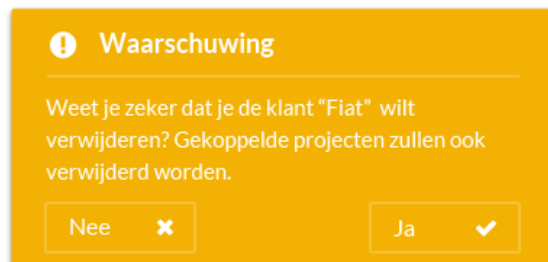 Waarschuwing
Weet je zeker dat je de klant “Fiat” wilt
verwijderen? Gekoppelde projecten zullen ook
verwijderd worden.
Nee
Ja